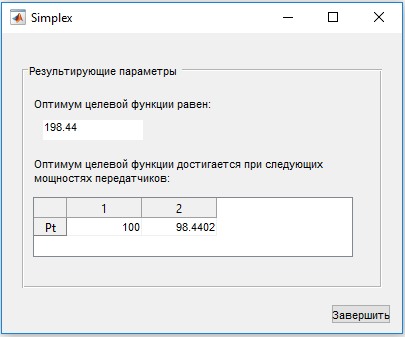 Simplex
Результирующие параметры
Оптимум целевой функции равен:
198.44
Оптимум целевой функции достигается при следующих
мощностях передатчиков:
1 2
Pt 100 98.4402
Завершить